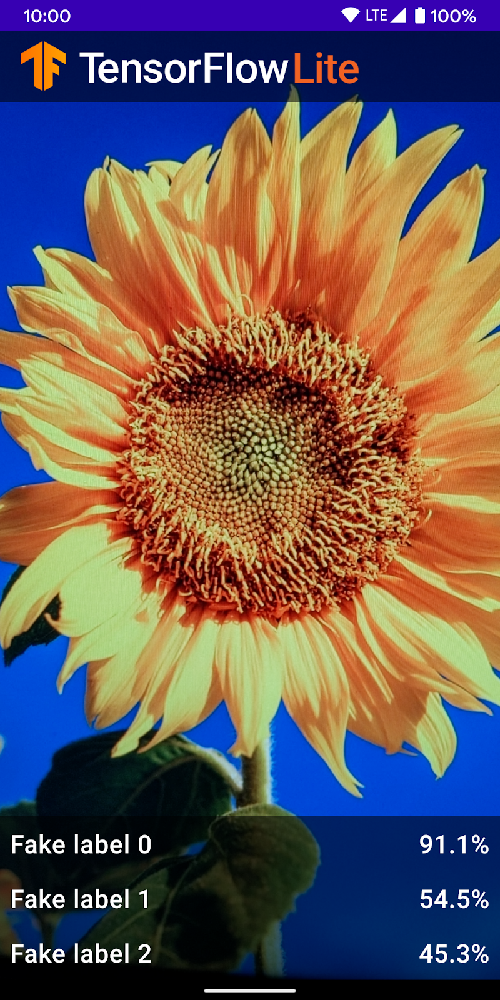 10:00 LTE 100%
TensorFlow Lite
Fake label 0 91.1%
Fake label 1 54.5%
Fake label 2 45.3%